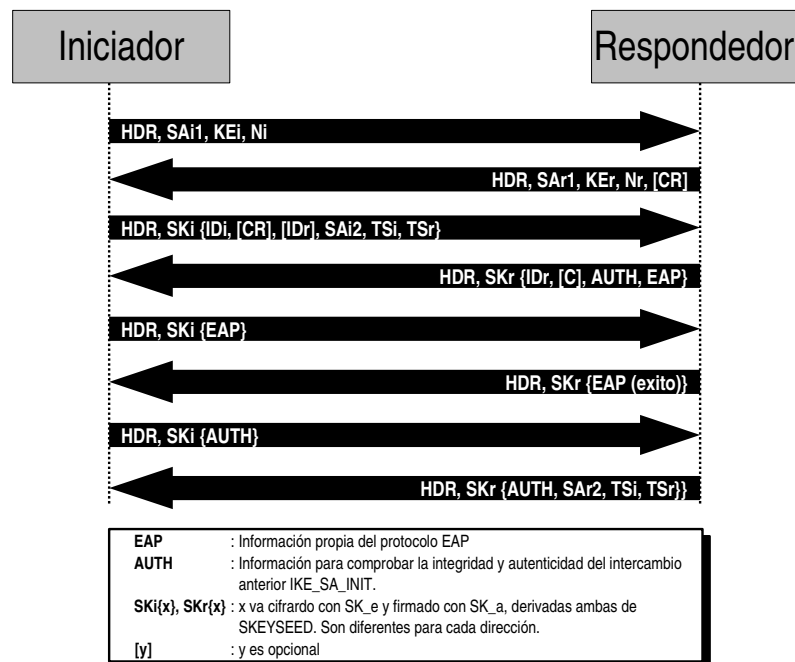 Iniciador
Respondedor
HDR, SAi1, KEi, Ni
HDR, SAr1, KEr, Nr, [CR]
HDR, SKi {IDi, [CR], [IDr], SAi2, TSi, TSr}
HDR, SKr {IDr, [C], AUTH, EAP}
HDR, SKi {EAP}
HDR, SKr {EAP (exito)}
HDR, SKi {AUTH}
HDR, SKr {AUTH, SAr2, TSi, TSr}}
EAP : Información propia del protocolo EAP
AUTH : Información para comprobar la integridad y autenticidad del intercambio
anterior IKE_SA_INIT.
SKi{x}, SKr{x} : x va cifrado con SK_e y firmado con SK_a, derivadas ambas de
SKEYSEED. Son diferentes para cada dirección.
[y] : y es opcional